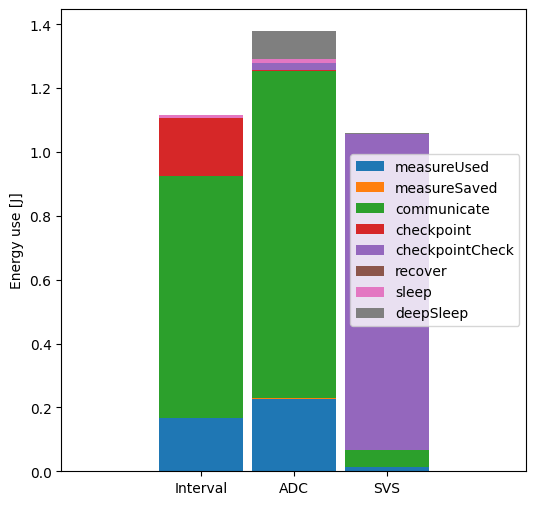 Energy use [J]
1.4
1.2
1.0
0.8
0.6
0.4
0.2
0.0
Interval
ADC
SVS
measureUsed
measureSaved
communicate
checkpoint
checkpointCheck
recover
sleep
deepSleep